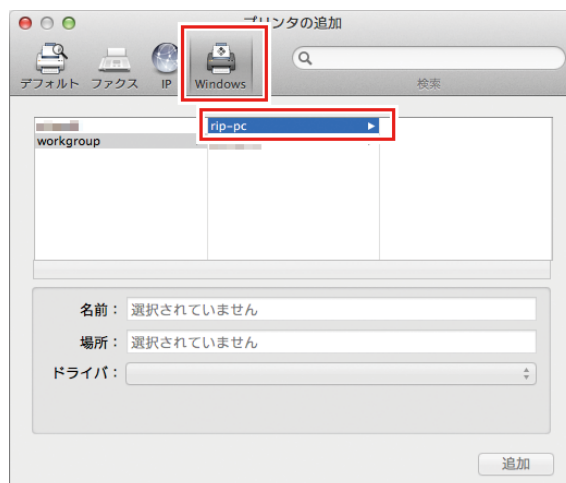 プリンタの追加
デフォルト ファクス IP Windows 検索
rip-pc
workgroup
名前： 選択されていません
場所： 選択されていません
ドライバ：
追加